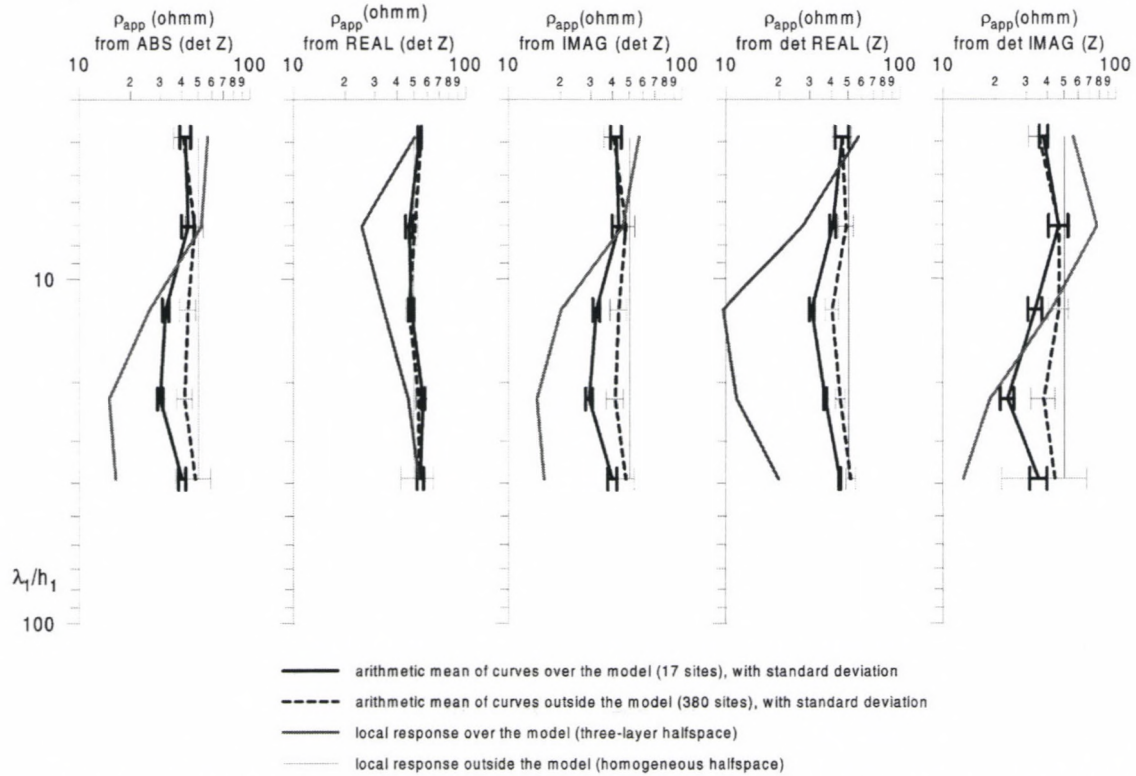 ρapp (ohmm) ρapp (ohmm) ρapp(ohmm) ρapp(ohmm) ρapp(ohmm)
from ABS (det Z) from REAL (det Z) from IMAG (det Z) from det REAL (Z) from det IMAG (Z)
10 100 10 100 10 100 10 100 10 100
2 3 4 5 6 7 8 9 2 3 4 5 6 7 8 9 2 3 4 5 6 7 8 9 2 3 4 5 6 7 8 9 2 3 4 5 6 7 8 9
10
λ1/h1
100
arithmetic mean of curves over the model (17 sites), with standard deviation
arithmetic mean of curves outside the model (380 sites), with standard deviation
local response over the model (three-layer halfspace)
local response outside the model (homogeneous halfspace)